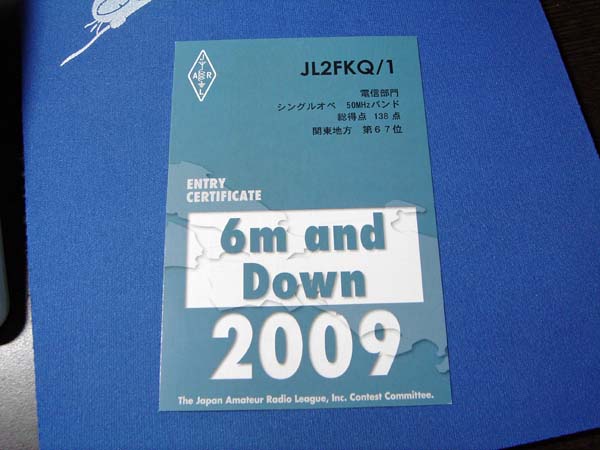 JARL
JL2FKQ/1
電信部門
シングルオペ 50MHzバンド
総得点 138 点
関東地方 第67位
ENTRY
CERTIFICATE
6m and
Down
2009
The Japan Amateur Radio League, Inc. Contest Committee.